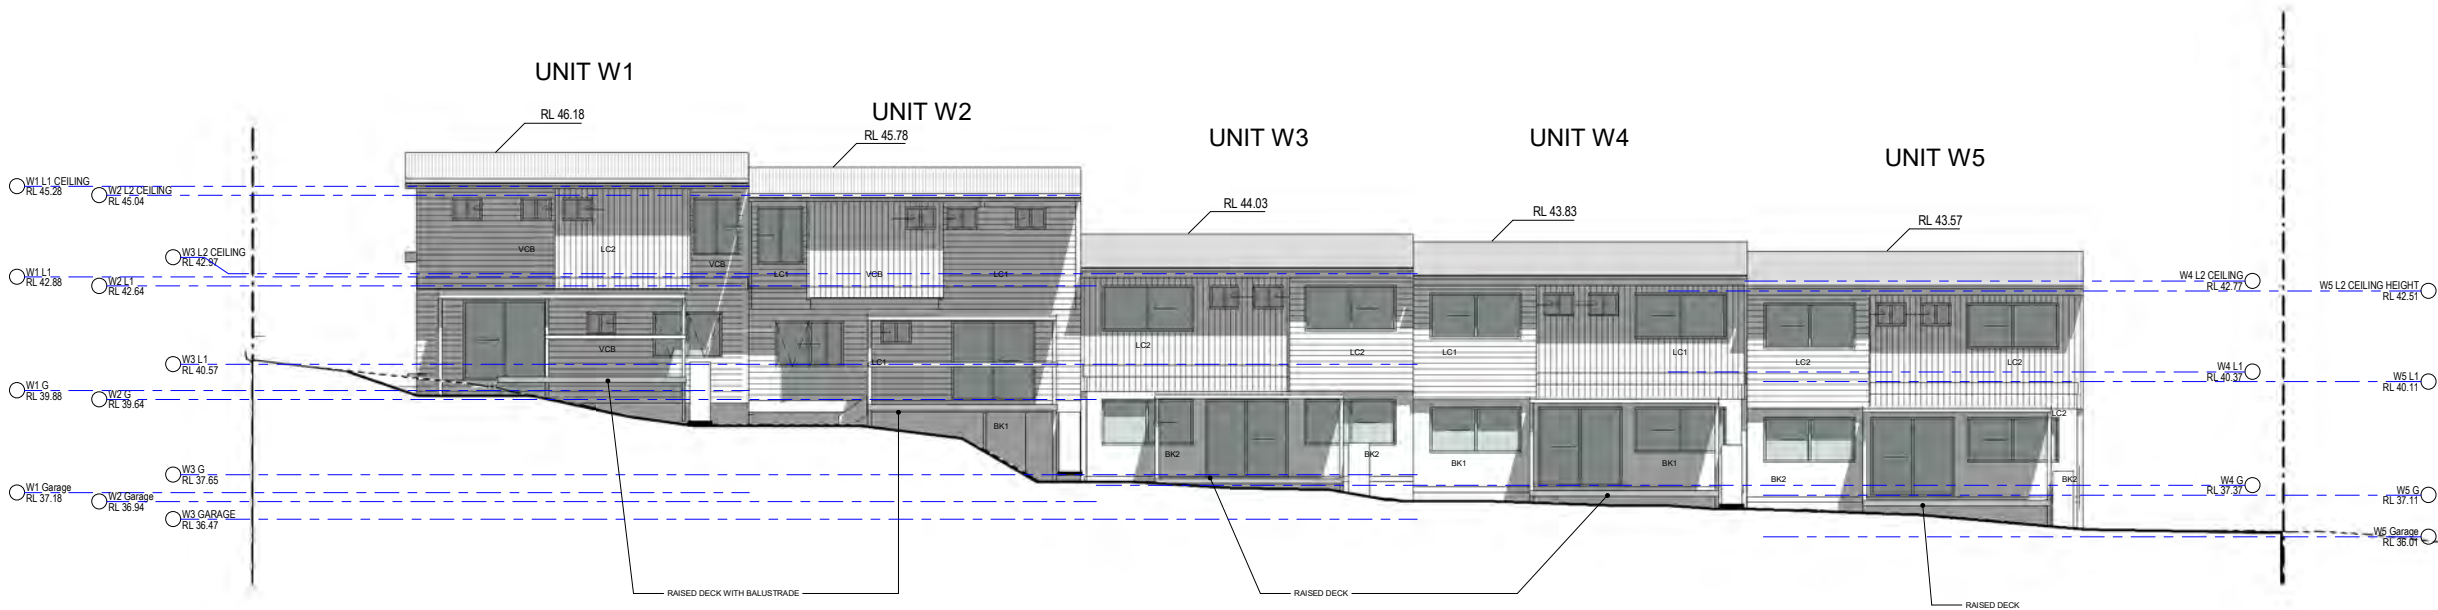 UNIT W1
UNIT W2
UNIT W3
UNIT W4
UNIT W5
RL 46.18
RL 45.78
RL 44.03
RL 43.83
RL 43.57
W1 L1 CEILING
RL 45.28
W2 L2 CEILING
RL 45.04
W3 L2 CEILING
RL 42.97
W1 L1
RL 42.88
W2 L1
RL 42.64
W3 L1
RL 40.57
W1 G
RL 39.88
W2 G
RL 39.64
W3 G
RL 37.65
W1 Garage
RL 37.18
W2 Garage
RL 36.94
W3 GARAGE
RL 36.47
W4 L2 CEILING
RL 42.77
W5 L2 CEILING HEIGHT
RL 42.51
W4 L1
RL 40.37
W5 L1
RL 40.11
W4 G
RL 37.37
W5 G
RL 37.11
W5 Garage
RL 36.01
VCB
LC2
VCB
VCB
LC1
VCB
LC1
LC1
BK1
LC2
LC2
BK2
BK2
LC1
LC1
BK1
BK1
LC2
LC2
LC2
BK2
BK2
RAISED DECK WITH BALUSTRADE
RAISED DECK
RAISED DECK